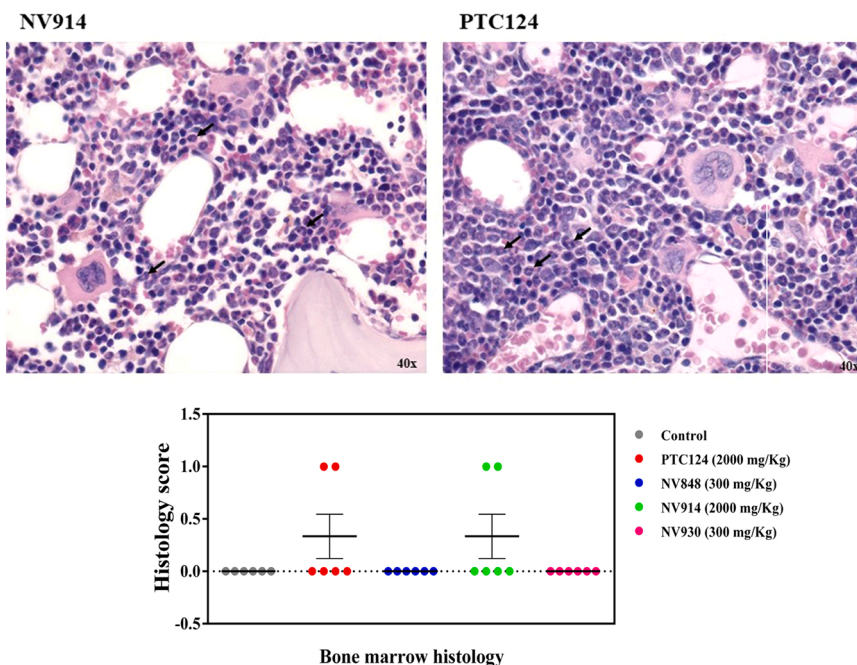 NV914
PTC124
40x
40x
Histology score
1.5
1.0
0.5
0.0
-0.5
Bone marrow histology
Control
PTC124 (2000 mg/Kg)
NV848 (300 mg/Kg)
NV914 (2000 mg/Kg)
NV930 (300 mg/Kg)